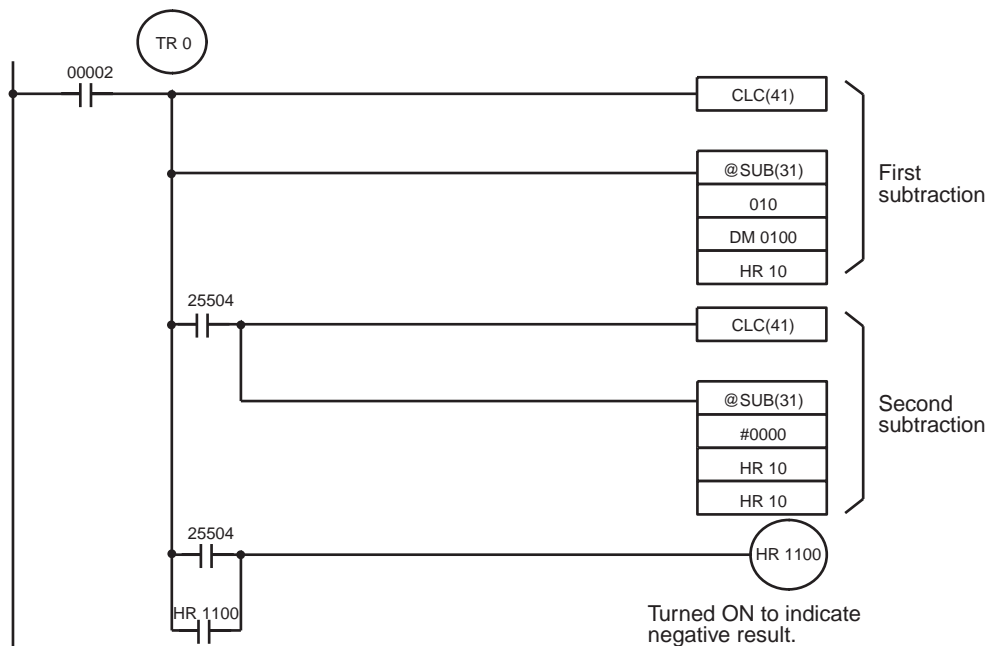 TR 0
00002
CLC(41)
@SUB(31)
010
DM 0100
HR 10
First
subtraction
25504
CLC(41)
@SUB(31)
#0000
HR 10
HR 10
Second
subtraction
25504
HR 1100
HR 1100
Turned ON to indicate
negative result.